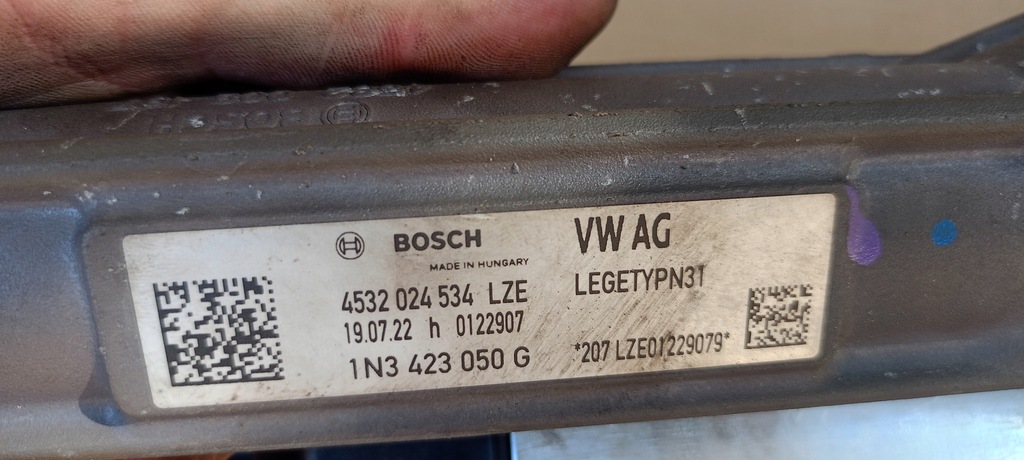 BOSCH
BOSCH
MADE IN HUNGARY
4532 024 534 LZE
19.07.22 h 0122907
1N3 423 050 G
VW AG
LEGETYPN31
*207 LZE01229079*